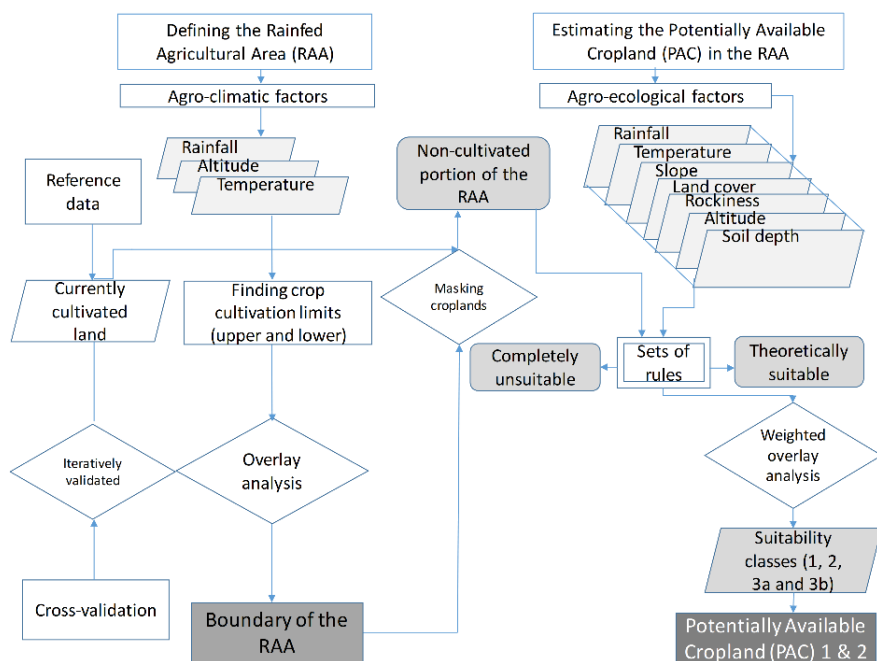 Defining the Rainfed
Agricultural Area (RAA)
Agro-climatic factors
Rainfall
Altitude
Temperature
Reference
data
Currently
cultivated
land
Finding crop
cultivation limits
(upper and lower)
Iteratively
validated
Overlay
analysis
Cross-validation
Boundary of the
RAA
Non-cultivated
portion of the
RAA
Masking
croplands
Estimating the Potentially Available
Cropland (PAC) in the RAA
Agro-ecological factors
Rainfall
Temperature
Slope
Land cover
Rockiness
Altitude
Soil depth
Completely
unsuitable
Sets of
rules
Theoretically
suitable
Weighted
overlay
analysis
Suitability
classes (1, 2,
3a and 3b)
Potentially Available
Cropland (PAC) 1 & 2